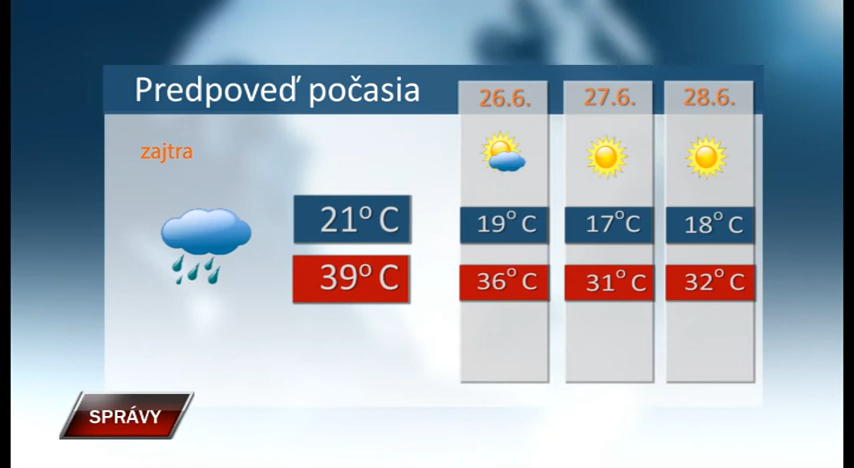 Predpoveď počasia
zajtra
21° C
39° C
26.6. 27.6. 28.6.
19° C 17°C 18° C
36° C 31° C 32° C
SPRÁVY